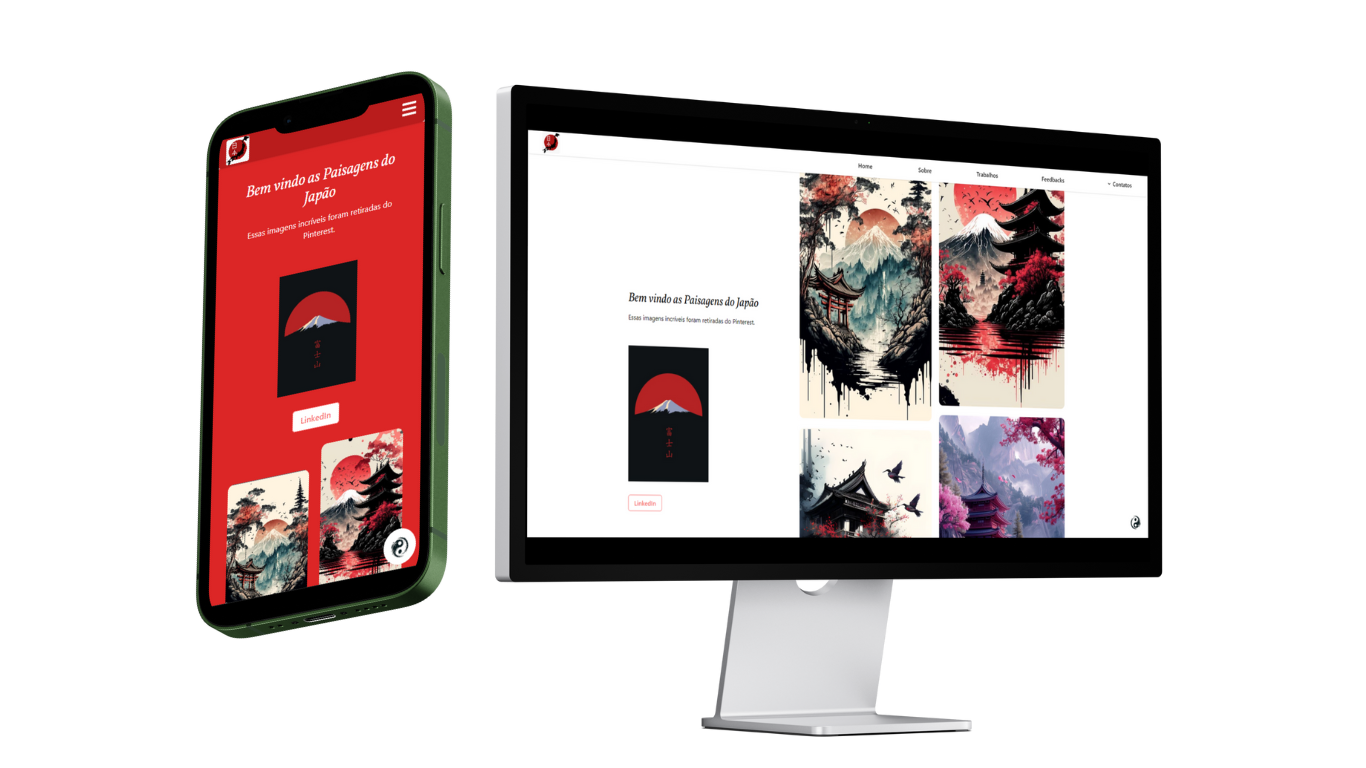 Bem vindo as Paisagens do
Japão
Essas imagens incríveis foram retiradas do
Pinterest.
富
士
山
LinkedIn
Home
Sobre
Trabalhos
Feedbacks
Contatos
Bem vindo as Paisagens do Japão
Essas imagens incríveis foram retiradas do Pinterest.
富
士
山
LinkedIn